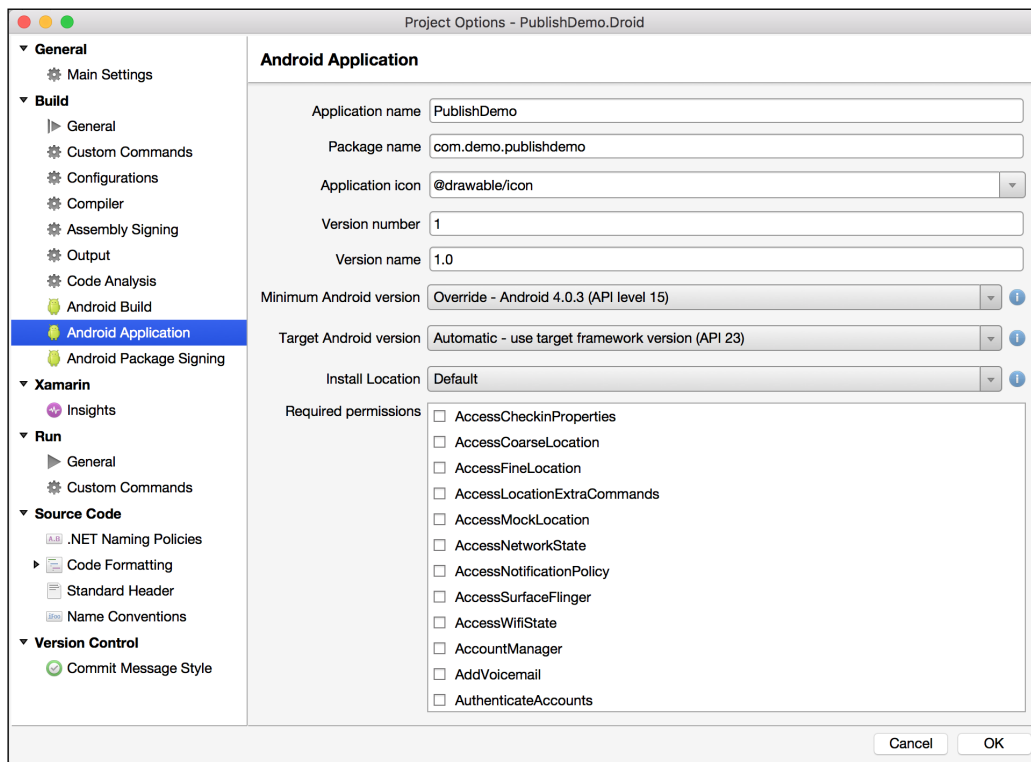 Project Options - PublishDemo.Droid
General
Main Settings
Build
General
Custom Commands
Configurations
Compiler
Assembly Signing
Output
Code Analysis
Android Build
Android Application
Android Package Signing
Xamarin
Insights
Run
General
Custom Commands
Source Code
.NET Naming Policies
Code Formatting
Standard Header
Name Conventions
Version Control
Commit Message Style
Android Application
Application name PublishDemo
Package name com.demo.publishdemo
Application icon @drawable/icon
Version number 1
Version name 1.0
Minimum Android version Override - Android 4.0.3 (API level 15)
Target Android version Automatic - use target framework version (API 23)
Install Location Default
Required permissions
AccessCheckinProperties
AccessCoarseLocation
AccessFineLocation
AccessLocationExtraCommands
AccessMockLocation
AccessNetworkState
AccessNotificationPolicy
AccessSurfaceFlinger
AccessWifiState
AccountManager
AddVoicemail
AuthenticateAccounts
Cancel OK